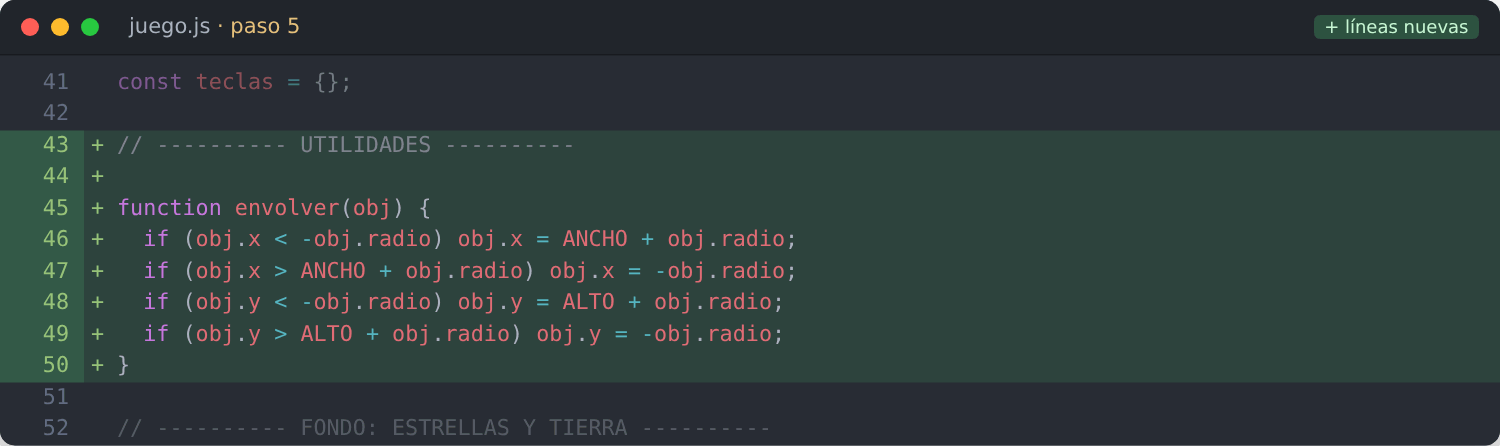 juego.js · paso 5
+ líneas nuevas
41 const teclas = {};
42
43 + // ---------- UTILIDADES ----------
44 +
45 + function envolver(obj) {
46 +   if (obj.x < -obj.radio) obj.x = ANCHO + obj.radio;
47 +   if (obj.x > ANCHO + obj.radio) obj.x = -obj.radio;
48 +   if (obj.y < -obj.radio) obj.y = ALTO + obj.radio;
49 +   if (obj.y > ALTO + obj.radio) obj.y = -obj.radio;
50 + }
51
52 // ---------- FONDO: ESTRELLAS Y TIERRA ----------